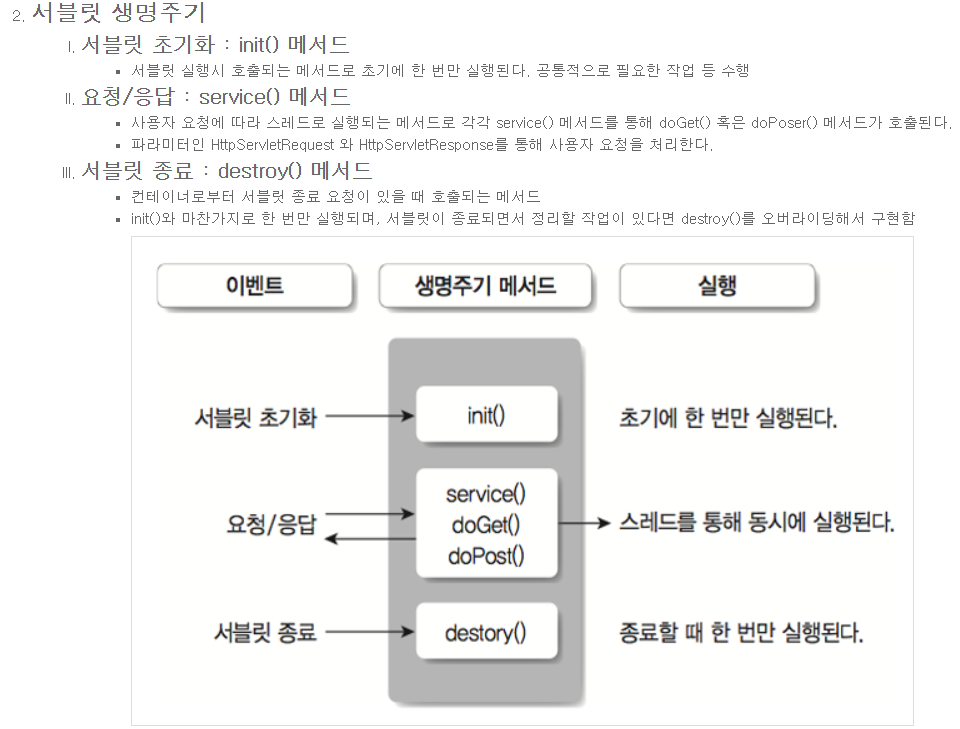 2. 서블릿 생명주기
I. 서블릿 초기화 : init() 메서드
▪ 서블릿 실행시 호출되는 메서드로 초기에 한 번만 실행된다. 공통적으로 필요한 작업 등 수행
II. 요청/응답 : service() 메서드
▪ 사용자 요청에 따라 스레드로 실행되는 메서드로 각각 service() 메서드를 통해 doGet() 혹은 doPoser() 메서드가 호출된다.
▪ 파라미터인 HttpServletRequest 와 HttpServletResponse를 통해 사용자 요청을 처리한다.
III. 서블릿 종료 : destroy() 메서드
▪ 컨테이너로부터 서블릿 종료 요청이 있을 때 호출되는 메서드
▪ init()와 마찬가지로 한 번만 실행되며, 서블릿이 종료되면서 정리할 작업이 있다면 destroy()를 오버라이딩해서 구현함
이벤트 생명주기 메서드 실행
서블릿 초기화 init() 초기에 한 번만 실행된다.
service()
요청/응답 doGet() 스레드를 통해 동시에 실행된다.
doPost()
서블릿 종료 destory() 종료할 때 한 번만 실행된다.